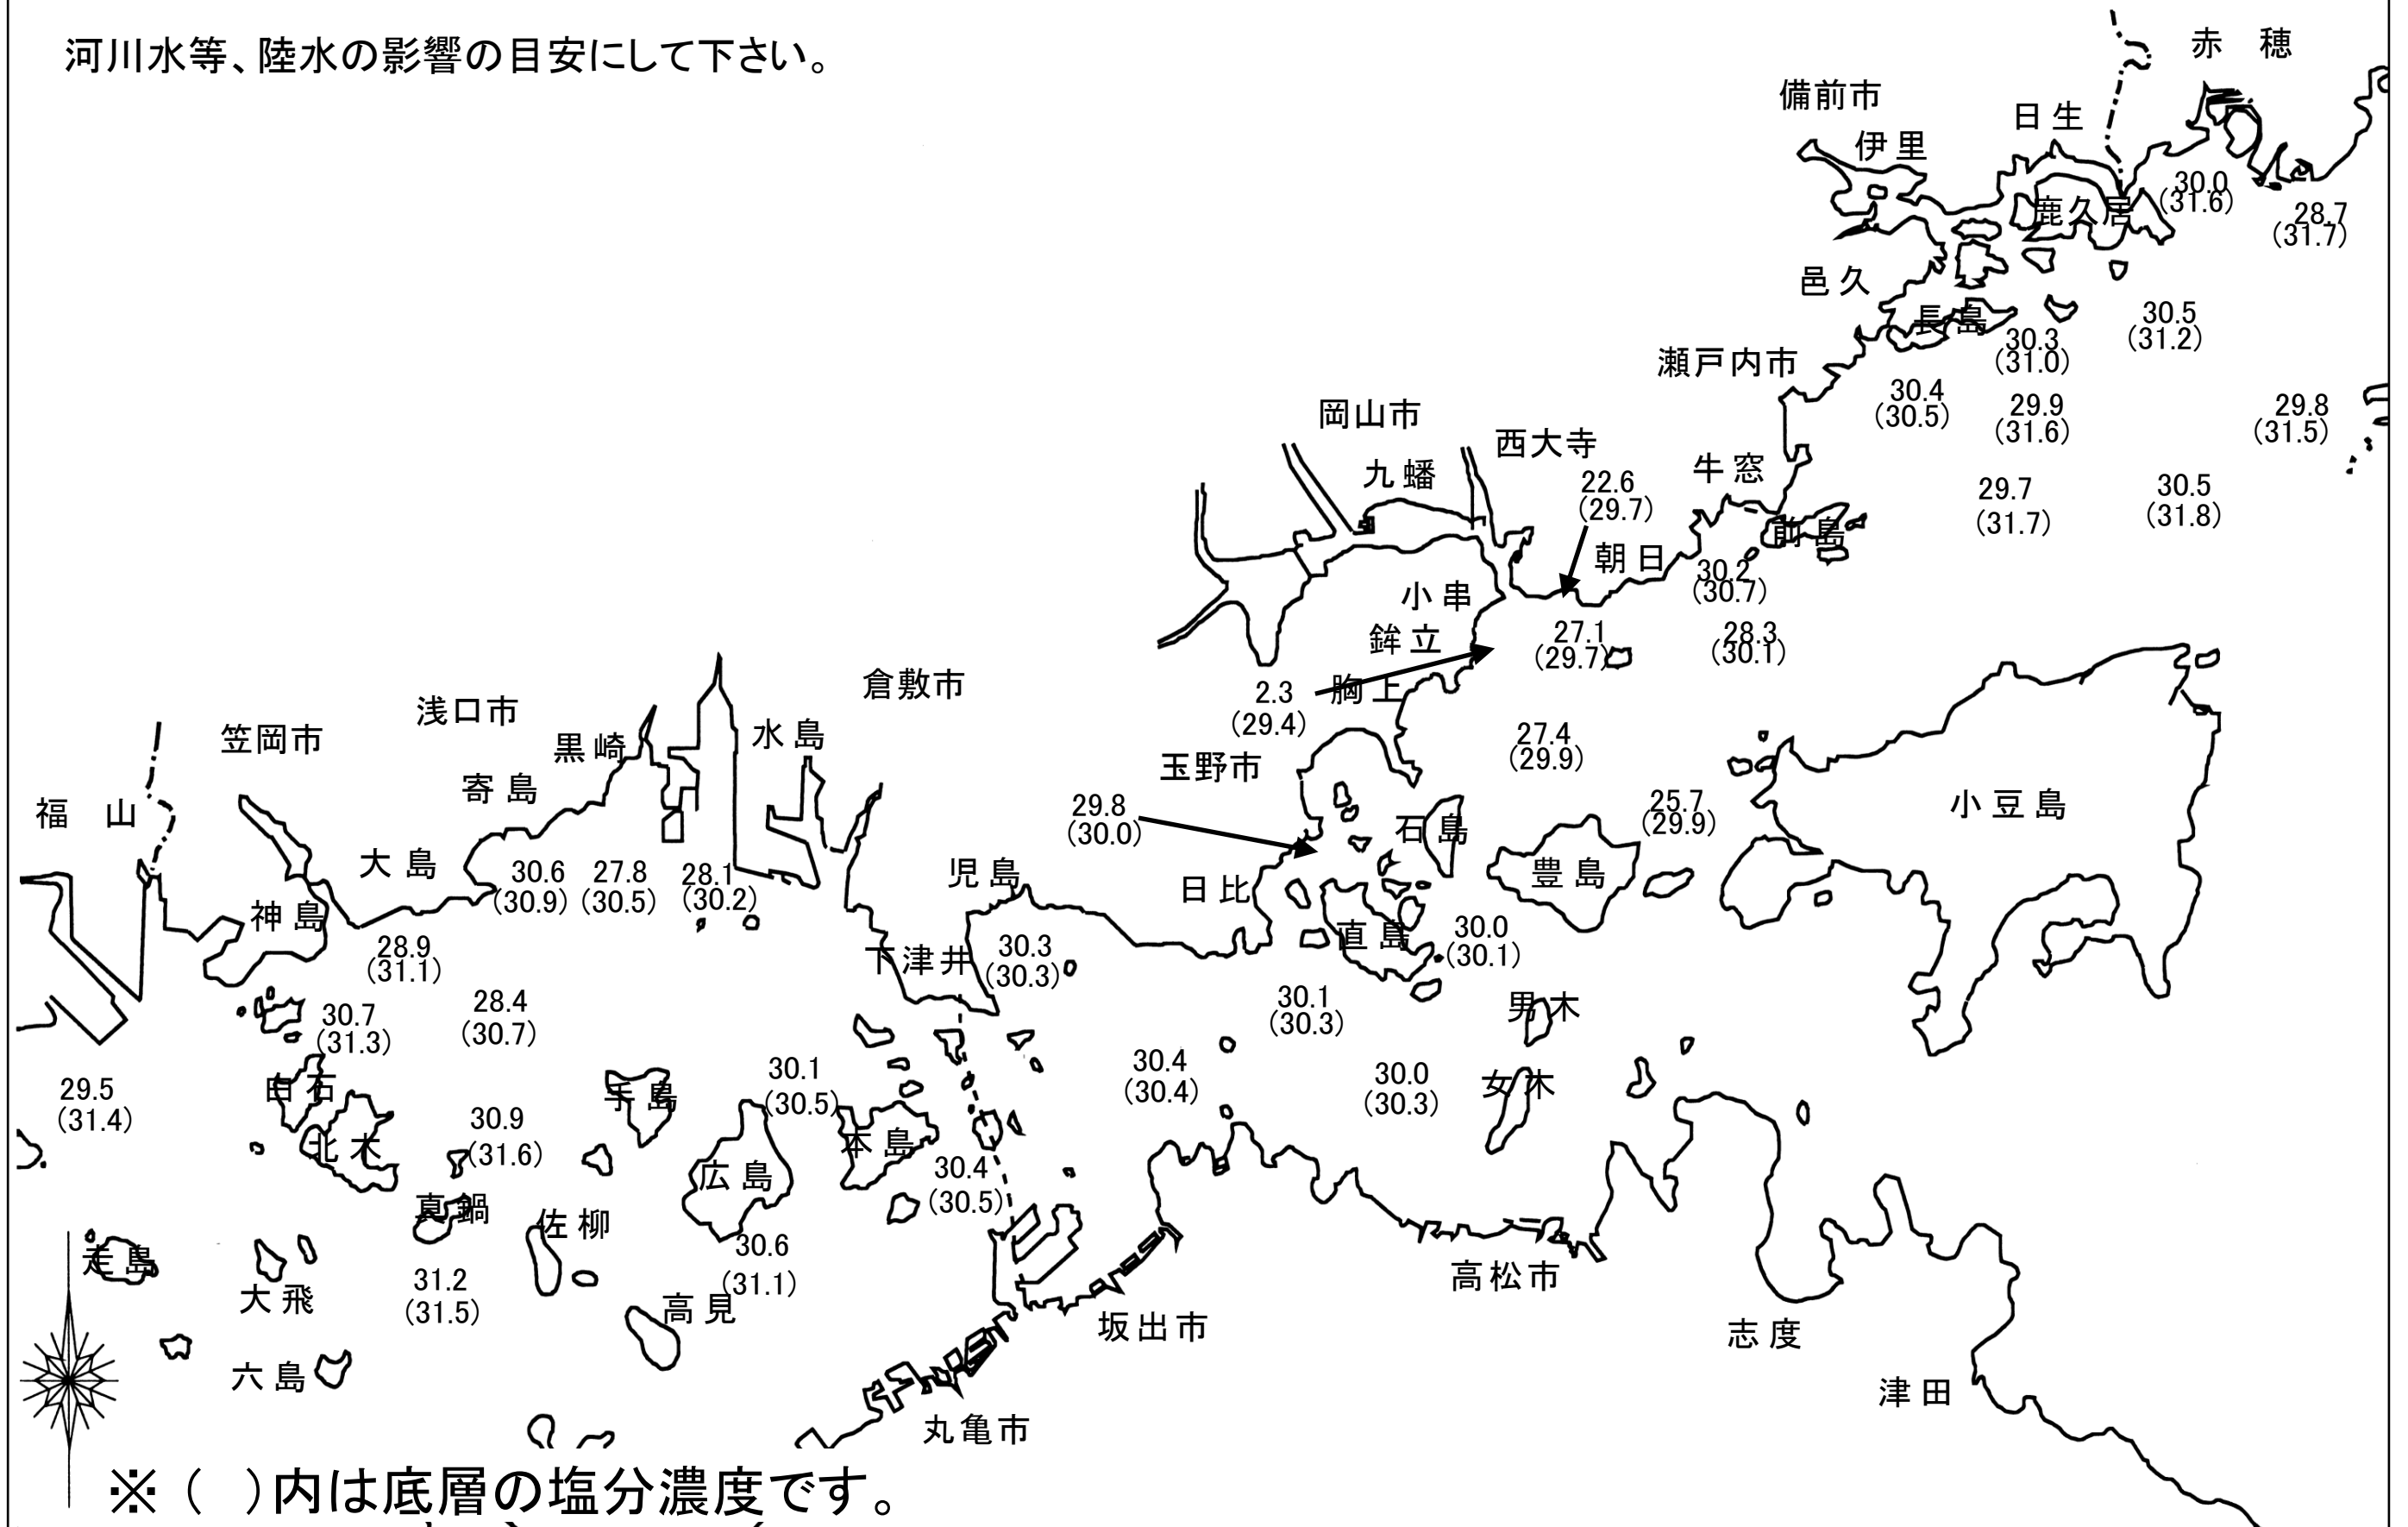 河川水等、陸水の影響の目安にして下さい。
赤　穂
備前市
日生
伊里
30.0
(31.6)
鹿久居
28.7
(31.7)
邑久
長島
30.5
(31.2)
30.3
(31.0)
瀬戸内市
30.4
(30.5)
29.9
(31.6)
29.8
(31.5)
岡山市
西大寺
九蟠
牛窓
22.6
(29.7)
29.7
(31.7)
30.5
(31.8)
前島
朝日
30.2
(30.7)
小串
鉾立
27.1
(29.7)
28.3
(30.1)
2.3
(29.4)
胸上
倉敷市
浅口市
笠岡市
黒崎
水島
27.4
(29.9)
玉野市
寄島
福　山
29.8
(30.0)
25.7
(29.9)
小豆島
石島
大島
30.6
(30.9)
27.8
(30.5)
28.1
(30.2)
児島
日比
豊島
神島
直島
30.0
(30.1)
28.9
(31.1)
下津井
30.3
(30.3)
30.7
(31.3)
28.4
(30.7)
30.1
(30.3)
男木
29.5
(31.4)
白石
手島
30.1
(30.5)
30.4
(30.4)
30.0
(30.3)
女木
30.9
(31.6)
北木
本島
広島
30.4
(30.5)
真鍋
佐柳
走島
30.6
(31.1)
大飛
31.2
(31.5)
高見
高松市
坂出市
志度
六島
津田
丸亀市
※（　）内は底層の塩分濃度です。